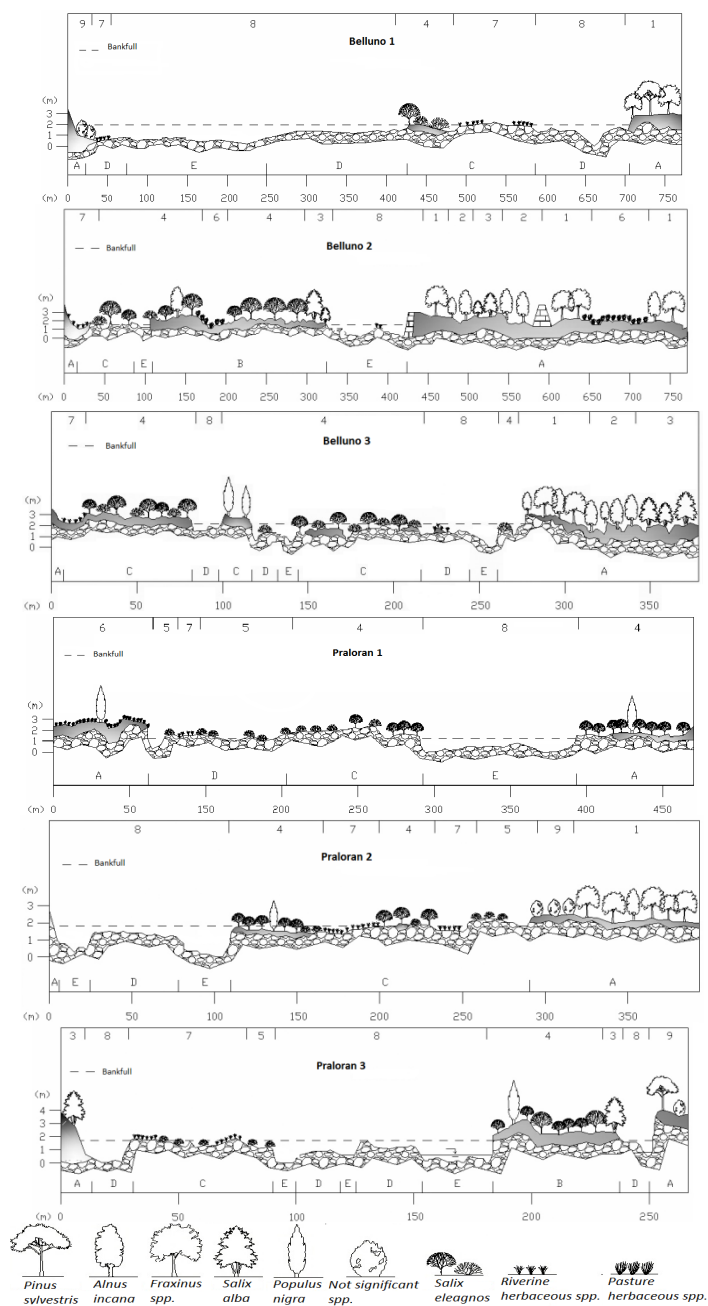 9 7 8 4 7 8 1
Belluno 1
Bankfull
(m)
3
2
1
0
A D E D C D A
(m) 0 50 100 150 200 250 300 350 400 450 500 550 600 650 700 750
7 4 6 4 3 8 1 2 3 2 1 6 1
Belluno 2
Bankfull
(m)
3
2
1
0
A C E B E A
(m) 0 50 100 150 200 250 300 350 400 450 500 550 600 650 700 750
7 4 8 4 8 4 1 2 3
Belluno 3
Bankfull
(m)
3
2
1
0
A C D C D E C D E A
(m) 0 50 100 150 200 250 300 350
6 5 7 5 4 8 4
Praloran 1
Bankfull
(m)
3
2
1
0
A D C E A
(m) 0 50 100 150 200 250 300 350 400 450
8 4 7 4 7 5 9 1
Praloran 2
Bankfull
(m)
3
2
1
0
A E D E C A
(m) 0 50 100 150 200 250 300 350
3 8 7 5 8 4 3 8 9
Praloran 3
Bankfull
(m)
4
3
2
1
0
A D C E D E D E B D A
(m) 0 50 100 150 200 250
Pinus sylvestris
Alnus incana
Fraxinus spp.
Salix alba
Populus nigra
Not significant spp.
Salix eleagnos
Riverine herbaceous spp.
Pasture herbaceous spp.